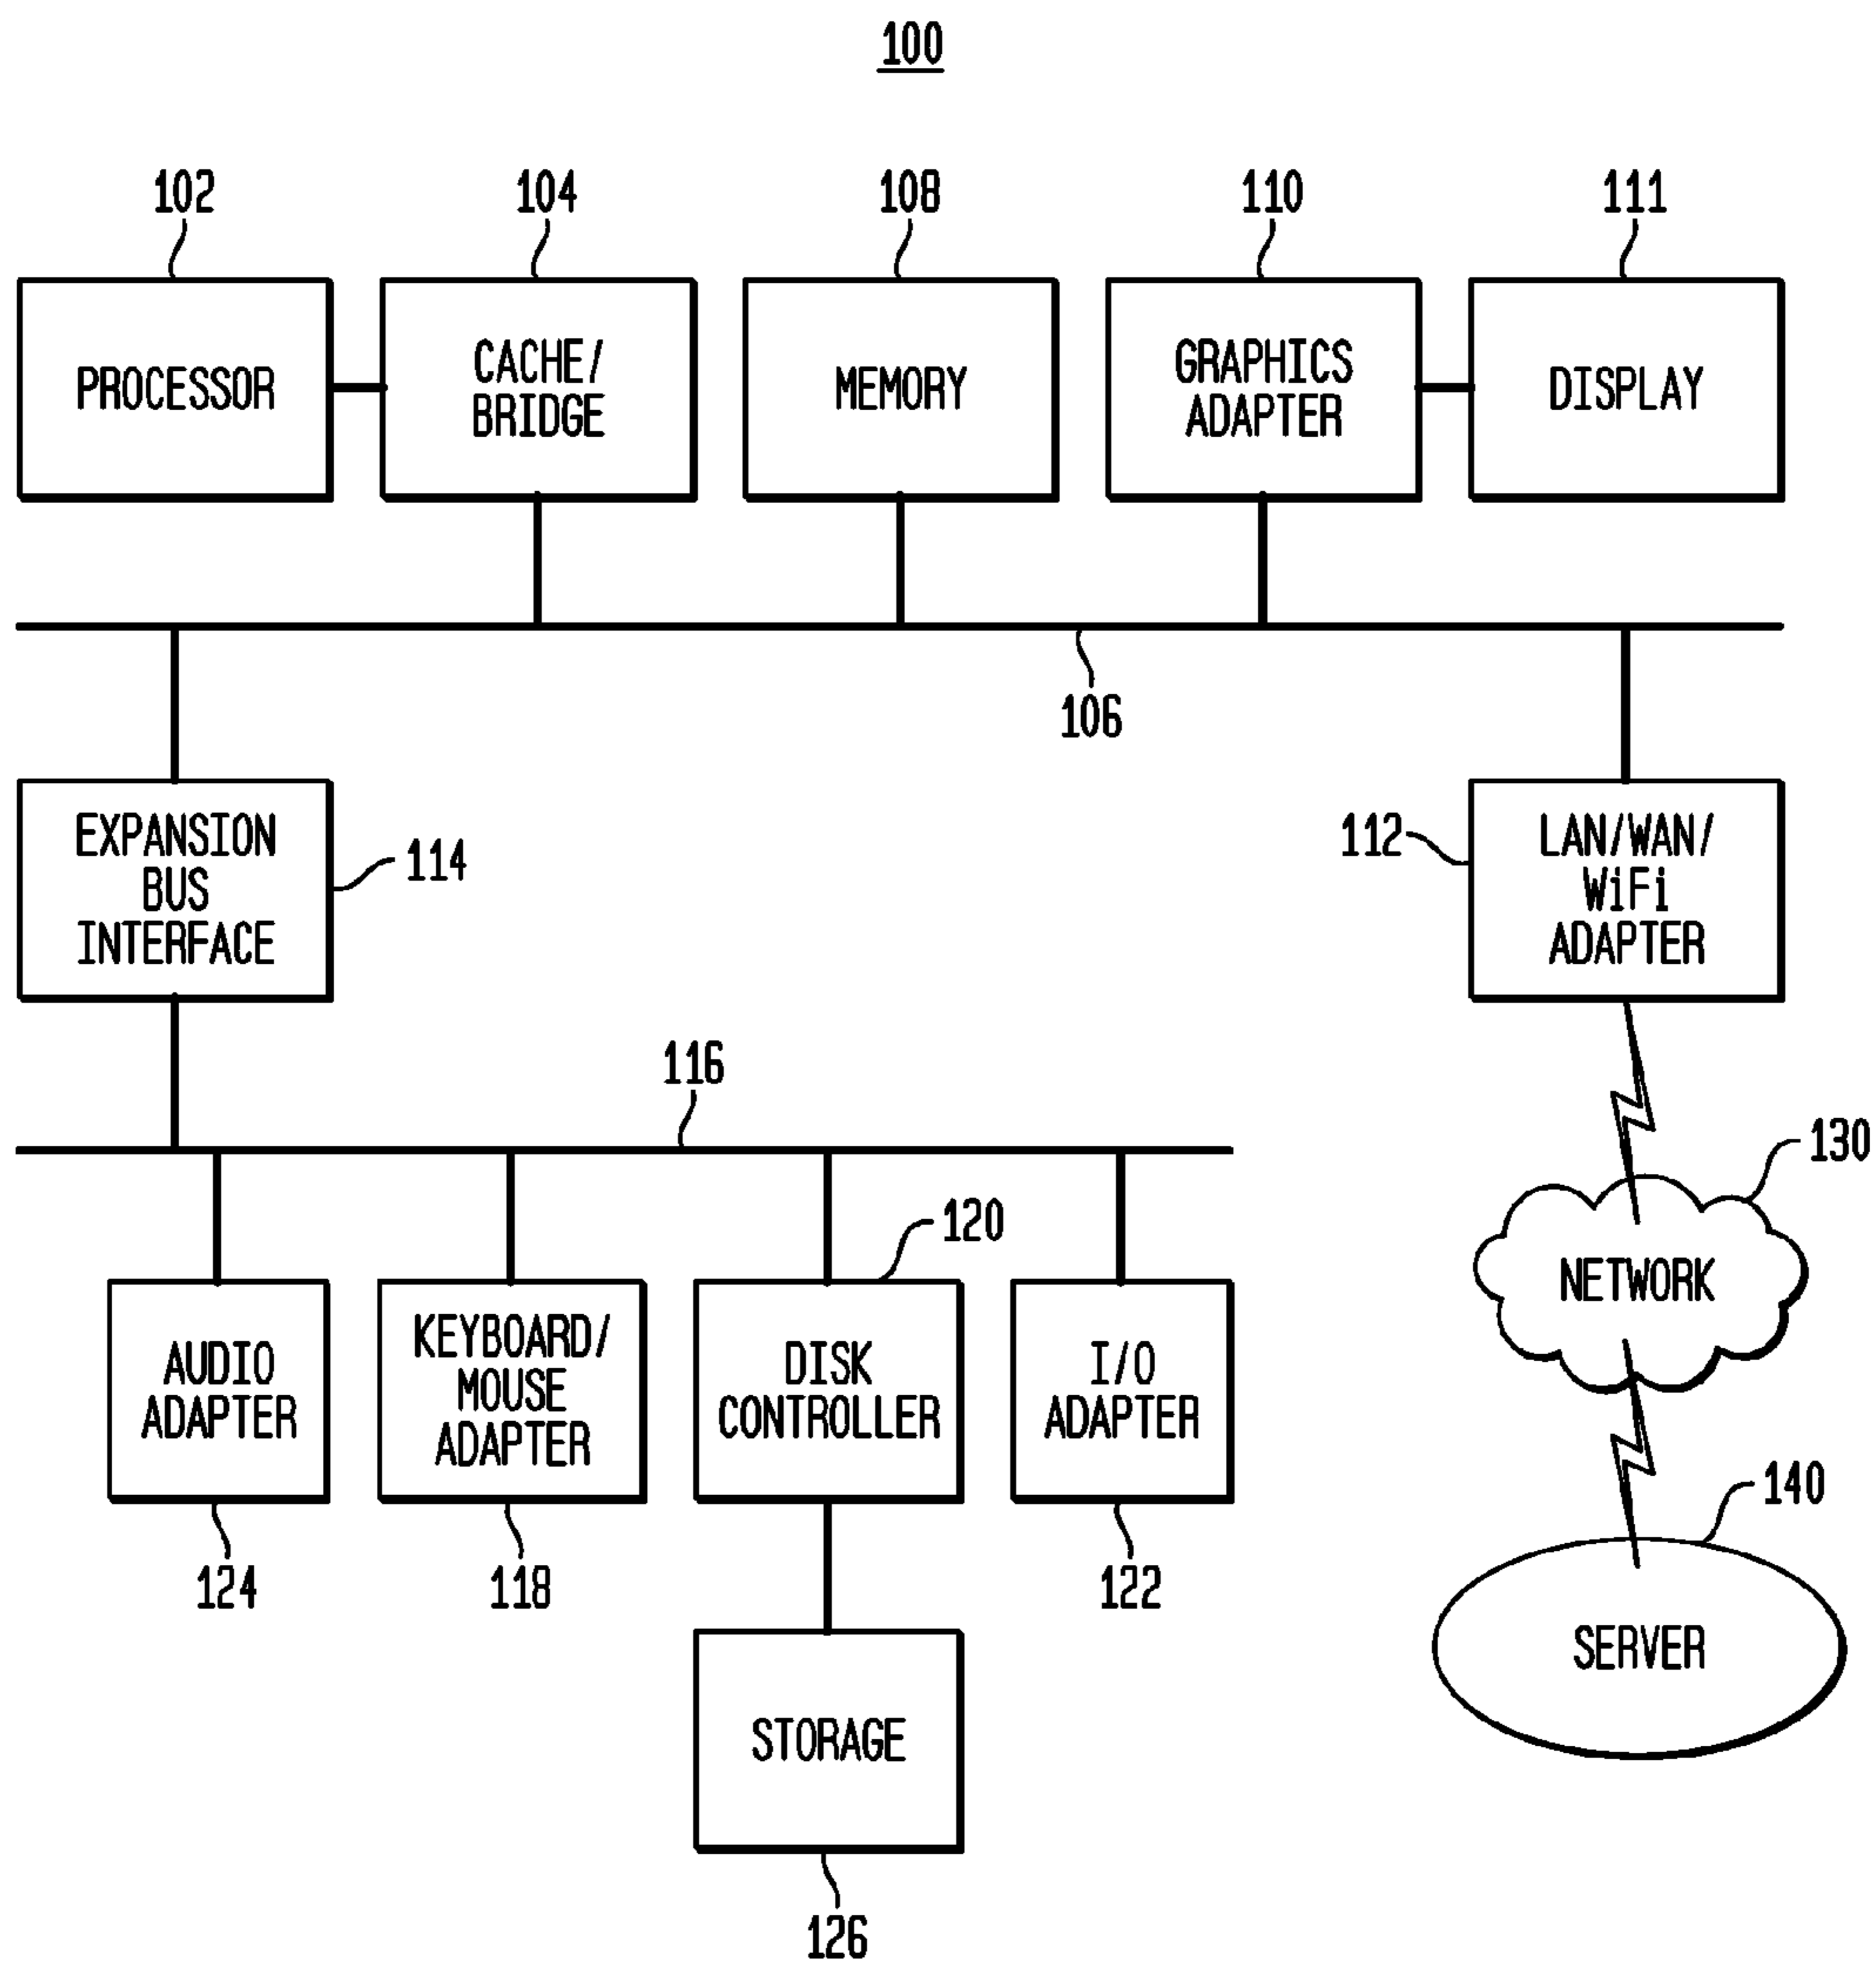 100
102
104
108
110
111
PROCESSOR
CACHE/
BRIDGE
MEMORY
GRAPHICS
ADAPTER
DISPLAY
106
EXPANSION
BUS
INTERFACE
114
112
LAN/WAN/
WiFi
ADAPTER
116
130
120
NETWORK
AUDIO
ADAPTER
KEYBOARD/
MOUSE
ADAPTER
DISK
CONTROLLER
I/O
ADAPTER
140
124
118
122
SERVER
STORAGE
126